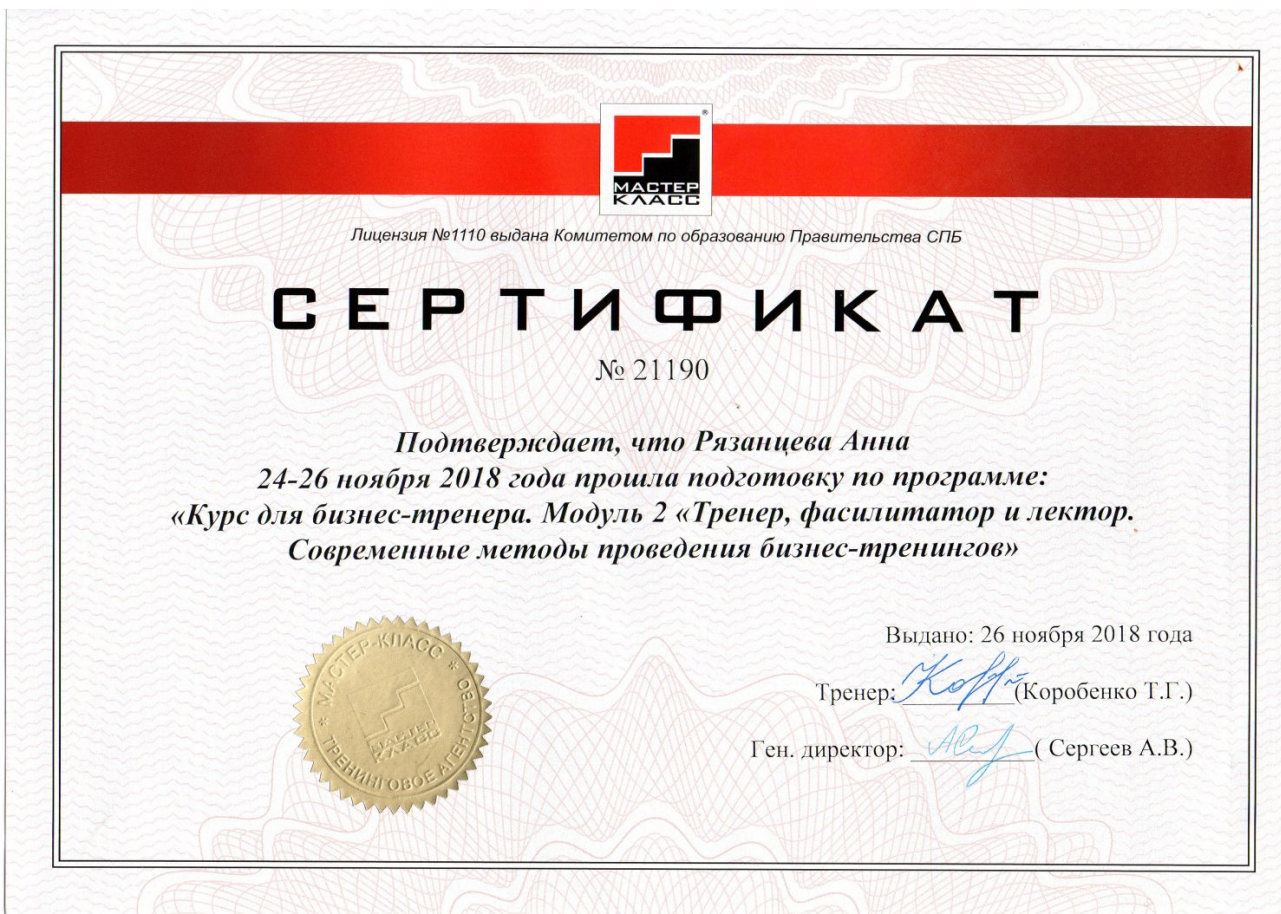 МАСТЕР
КЛАСС
®
Лицензия №1110 выдана Комитетом по образованию Правительства СПБ
СЕРТИФИКАТ
№ 21190
Подтверждает, что Рязанцева Анна
24-26 ноября 2018 года прошла подготовку по программе:
«Курс для бизнес-тренера. Модуль 2 «Тренер, фасилитатор и лектор.
Современные методы проведения бизнес-тренингов»
МАСТЕР-КЛАСС * ТРЕНИНГОВОЕ АГЕНТСТВО *
МАСТЕР
КЛАСС
Выдано: 26 ноября 2018 года
Тренер: (Коробенко Т.Г.)
Ген. директор: ( Сергеев А.В.)